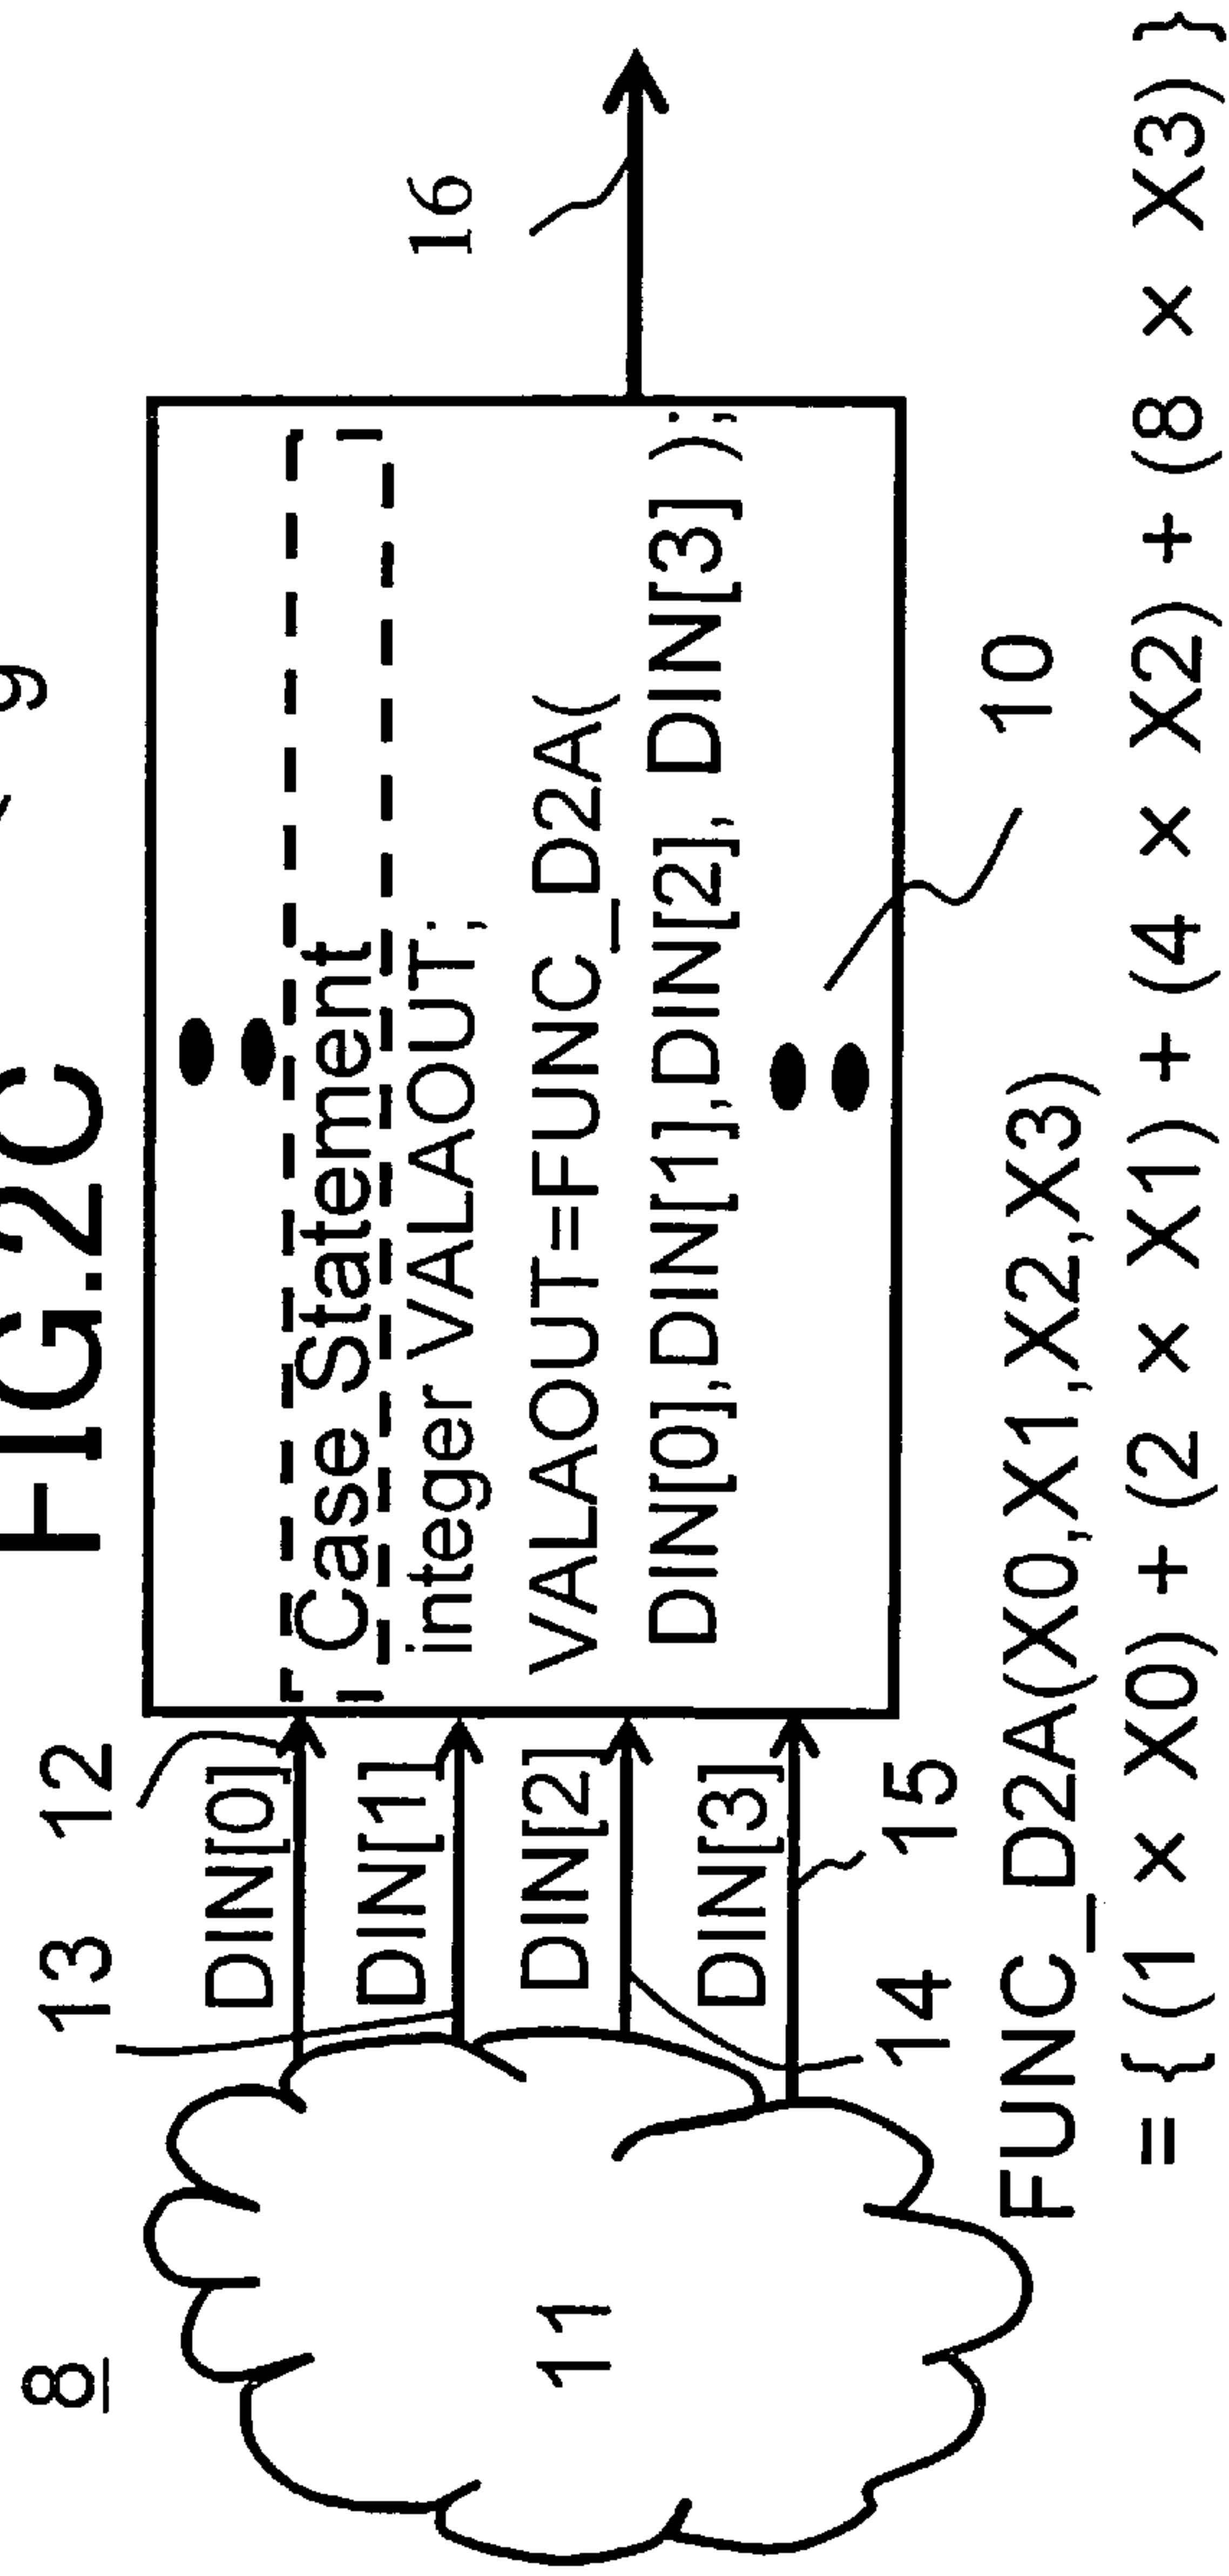 FIG.2C
8
13
12
DIN[0]
DIN[1]
DIN[2]
DIN[3]
14
15
11
Case Statement
integer VALAOUT;
VALAOUT=FUNC_D2A(
DIN[0],DIN[1],DIN[2], DIN[3] );
16
10
FUNC_D2A(X0,X1,X2,X3)
= { (1 × X0) + (2 × X1) + (4 × X2) + (8 × X3) }